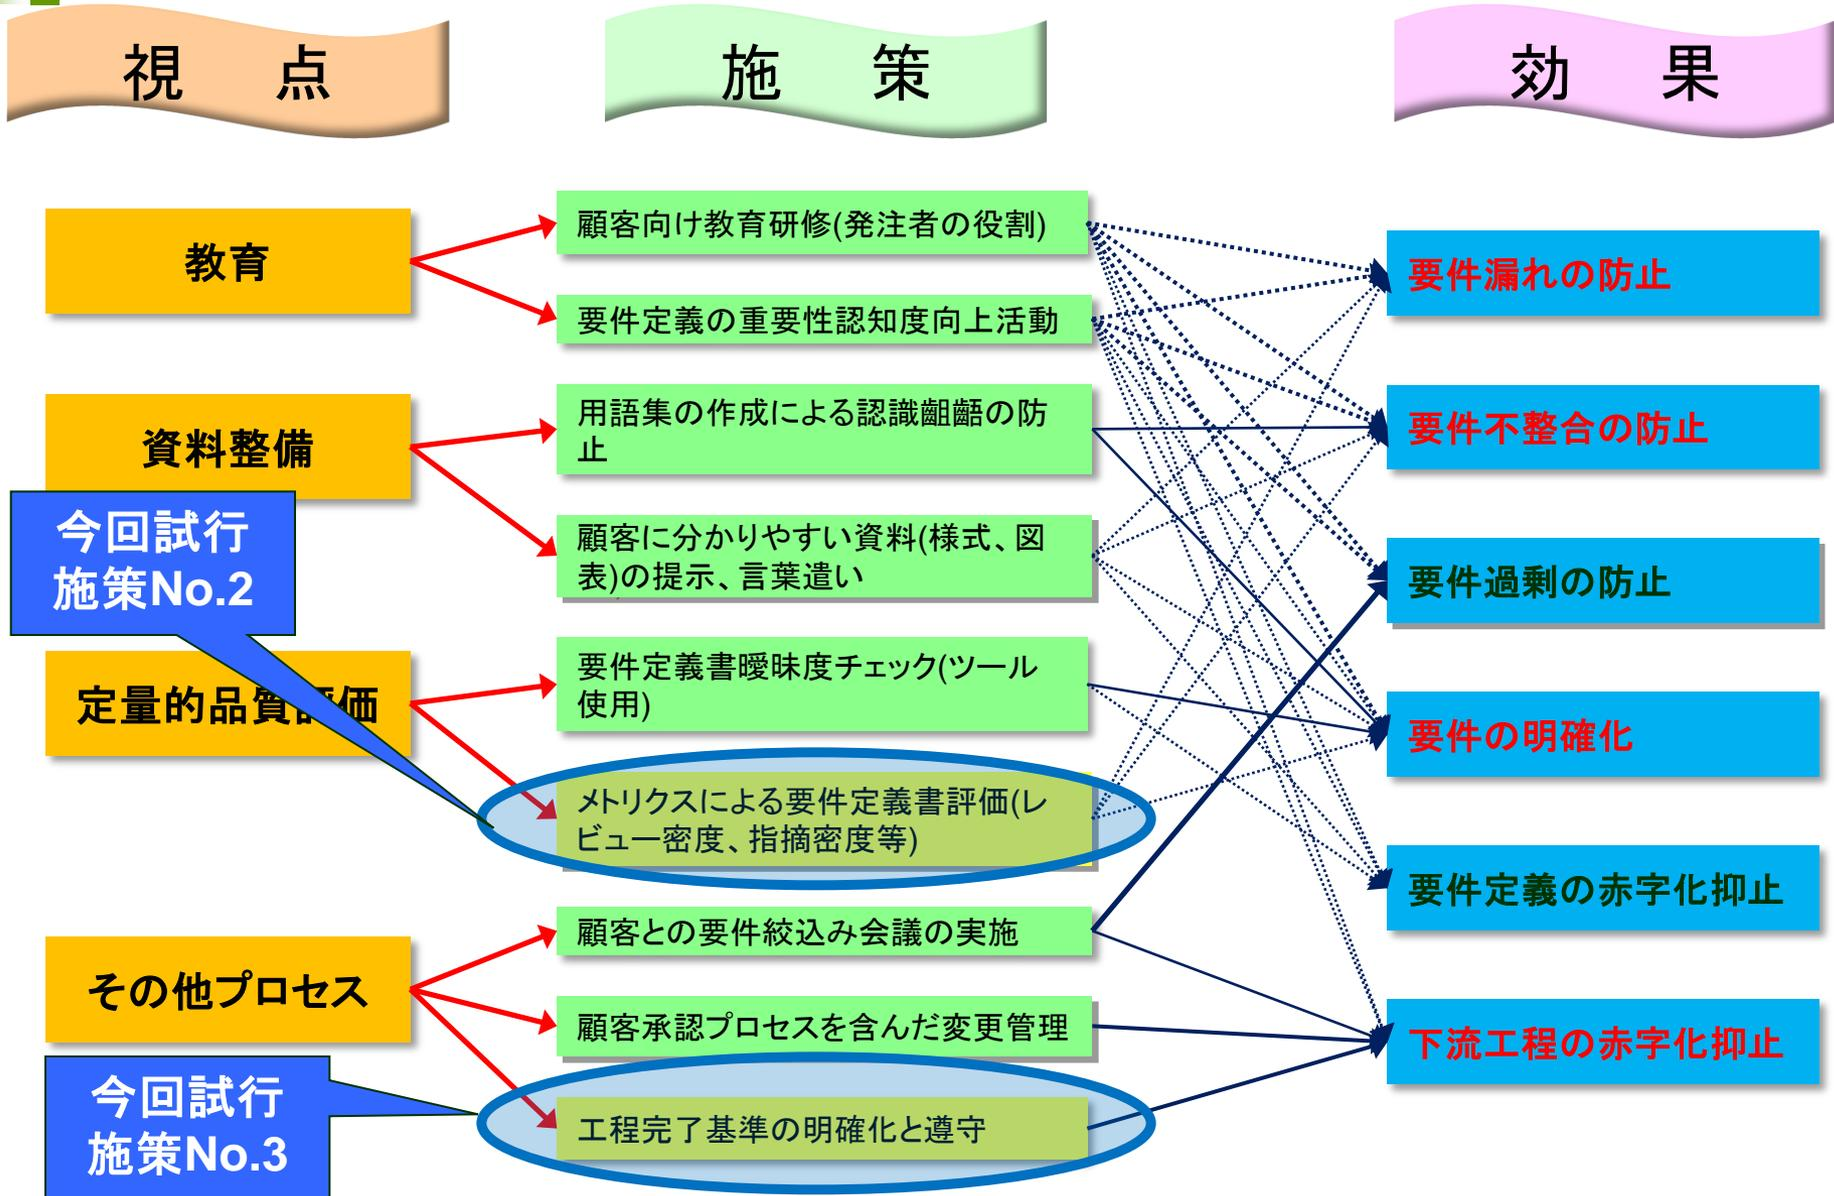 視 点
施 策
効 果
教育
資料整備
今回試行
施策No.2
定量的品質評価
その他プロセス
今回試行
施策No.3
顧客向け教育研修(発注者の役割)
要件定義の重要性認知度向上活動
用語集の作成による認識齟齬の防
止
顧客に分かりやすい資料(様式、図
表)の提示、言葉遣い
要件定義書曖昧度チェック(ツール
使用)
メトリクスによる要件定義書評価(レ
ビュー密度、指摘密度等)
顧客との要件絞込み会議の実施
顧客承認プロセスを含んだ変更管理
工程完了基準の明確化と遵守
要件漏れの防止
要件不整合の防止
要件過剰の防止
要件の明確化
要件定義の赤字化抑止
下流工程の赤字化抑止